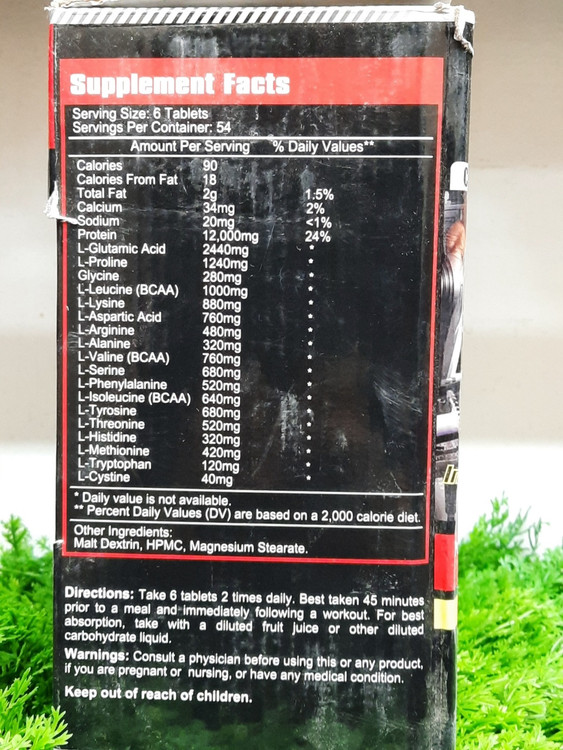 Supplement Facts
Serving Size: 6 Tablets
Servings Per Container: 54
Amount Per Serving % Daily Values**
Calories 90
Calories From Fat 18
Total Fat 2g 1.5%
Calcium 34mg 2%
Sodium 20mg <1%
Protein 12,000mg 24%
L-Glutamic Acid 2440mg *
L-Proline 1240mg *
Glycine 280mg *
L-Leucine (BCAA) 1000mg *
L-Lysine 880mg *
L-Aspartic Acid 760mg *
L-Arginine 480mg *
L-Alanine 320mg *
L-Valine (BCAA) 760mg *
L-Serine 680mg *
L-Phenylalanine 520mg *
L-Isoleucine (BCAA) 640mg *
L-Tyrosine 680mg *
L-Threonine 520mg *
L-Histidine 320mg *
L-Methionine 420mg *
L-Tryptophan 120mg *
L-Cystine 40mg *
* Daily value is not available.
** Percent Daily Values (DV) are based on a 2,000 calorie diet.
Other Ingredients:
Malt Dextrin, HPMC, Magnesium Stearate.
Directions: Take 6 tablets 2 times daily. Best taken 45 minutes
prior to a meal and immediately following a workout. For best
absorption, take with a diluted fruit juice or other diluted
carbohydrate liquid.
Warnings: Consult a physician before using this or any product,
if you are pregnant or nursing, or have any medical condition.
Keep out of reach of children.